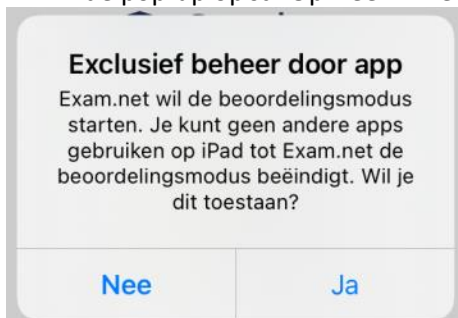 Exclusief beheer door app
Exam.net wil de beoordelingsmodus
starten. Je kunt geen andere apps
gebruiken op iPad tot Exam.net de
beoordelingsmodus beëindigt. Wil je
dit toestaan?
Nee
Ja